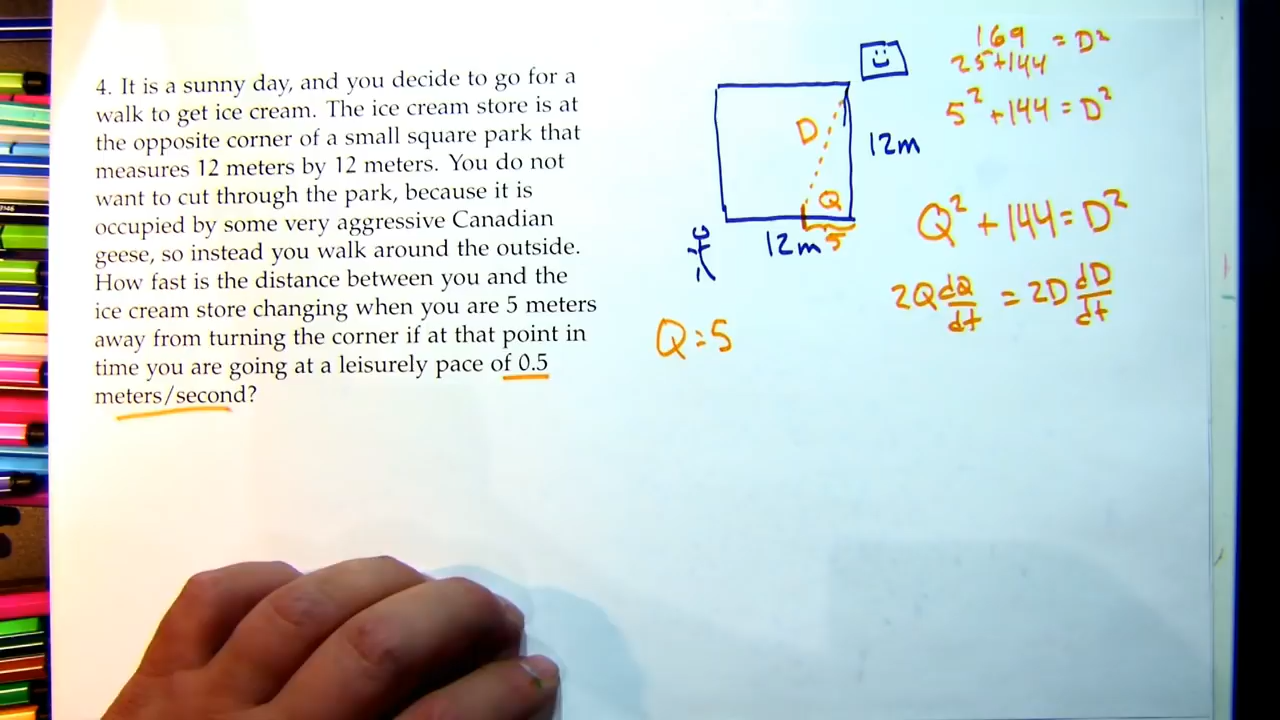 4. It is a sunny day, and you decide to go for a
walk to get ice cream. The ice cream store is at
the opposite corner of a small square park that
measures 12 meters by 12 meters. You do not
want to cut through the park, because it is
occupied by some very aggressive Canadian
geese, so instead you walk around the outside.
How fast is the distance between you and the
ice cream store changing when you are 5 meters
away from turning the corner if at that point in
time you are going at a leisurely pace of 0.5
meters/second?
D
12m
Q
12m 5
Q=5
169 = D²
25+144
5²+144=D²
Q²+144=D²
2Q dQ/dt = 2D dD/dt